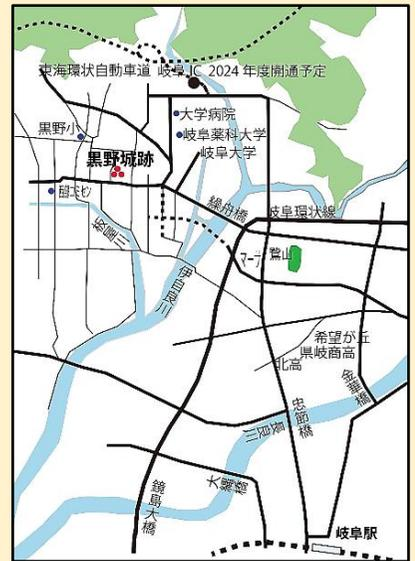 東海環状自動車道 岐阜IC 2024年度開通予定
大学病院
黒野小
岐阜薬科大学
岐阜大学
黒野城跡
繰舟橋
岐阜環状線
板屋川
伊自良川
鷺山
希望が丘
県岐商高
北高
金華橋
忠節橋
長良川
大縄場
鏡島大橋
岐阜駅